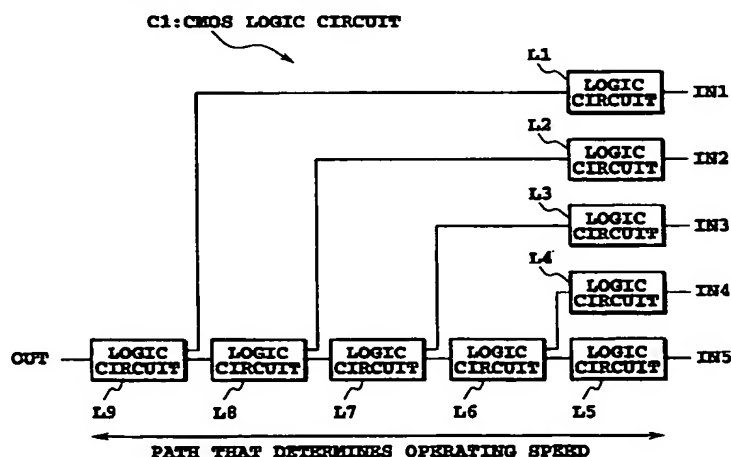 C1:CMOS LOGIC CIRCUIT
L1
LOGIC
CIRCUIT
IN1
L2
LOGIC
CIRCUIT
IN2
L3
LOGIC
CIRCUIT
IN3
L4
LOGIC
CIRCUIT
IN4
OUT
LOGIC
CIRCUIT
LOGIC
CIRCUIT
LOGIC
CIRCUIT
LOGIC
CIRCUIT
LOGIC
CIRCUIT
IN5
L9
L8
L7
L6
L5
PATH THAT DETERMINES OPERATING SPEED